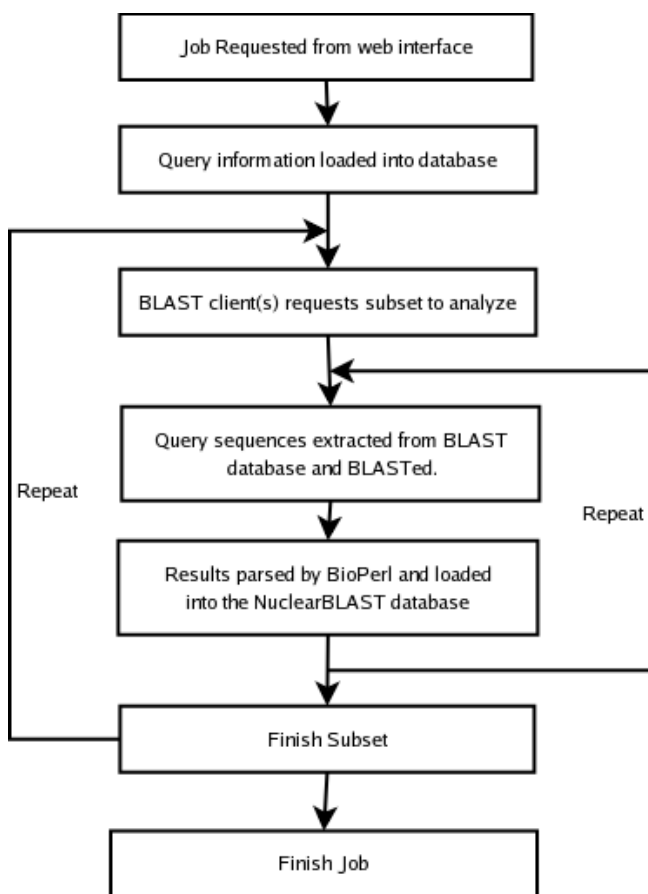 Job Requested from web interface
Query information loaded into database
BLAST client(s) requests subset to analyze
Query sequences extracted from BLAST
database and BLASTed.
Repeat
Repeat
Results parsed by BioPerl and loaded
into the NuclearBLAST database
Finish Subset
Finish Job